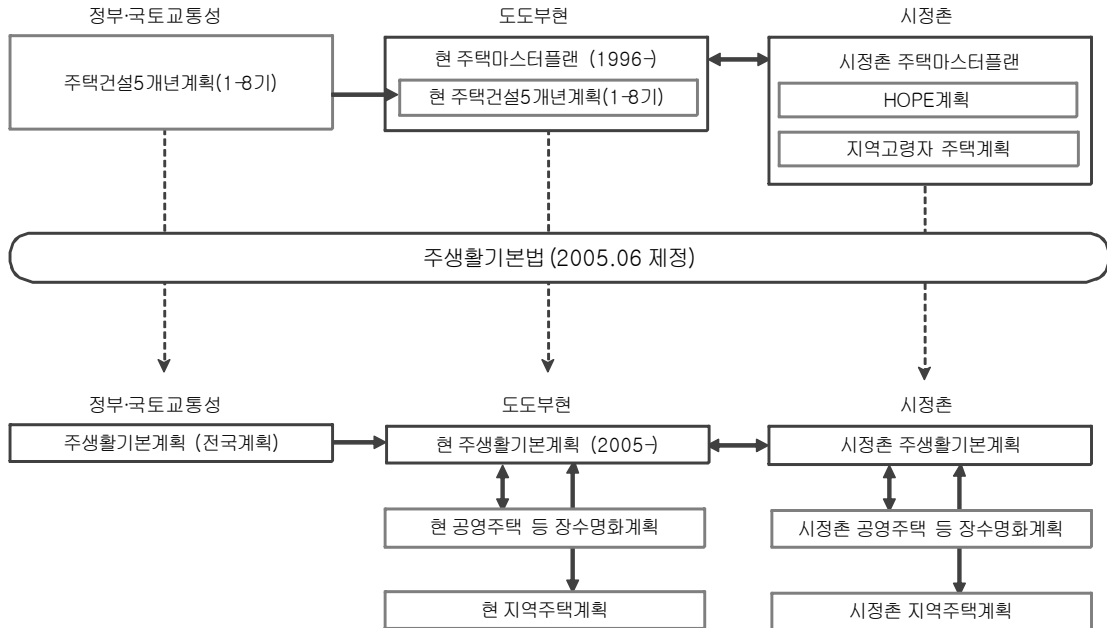 정부·국토교통성
도도부현
시정촌
주택건설5개년계획(1-8기)
현 주택마스터플랜 (1996-)
현 주택건설5개년계획(1-8기)
시정촌 주택마스터플랜
HOPE계획
지역고령자 주택계획
주생활기본법 (2005.06 제정)
정부·국토교통성
도도부현
시정촌
주생활기본계획 (전국계획)
현 주생활기본계획 (2005-)
시정촌 주생활기본계획
현 공영주택 등 장수명화계획
시정촌 공영주택 등 장수명화계획
현 지역주택계획
시정촌 지역주택계획